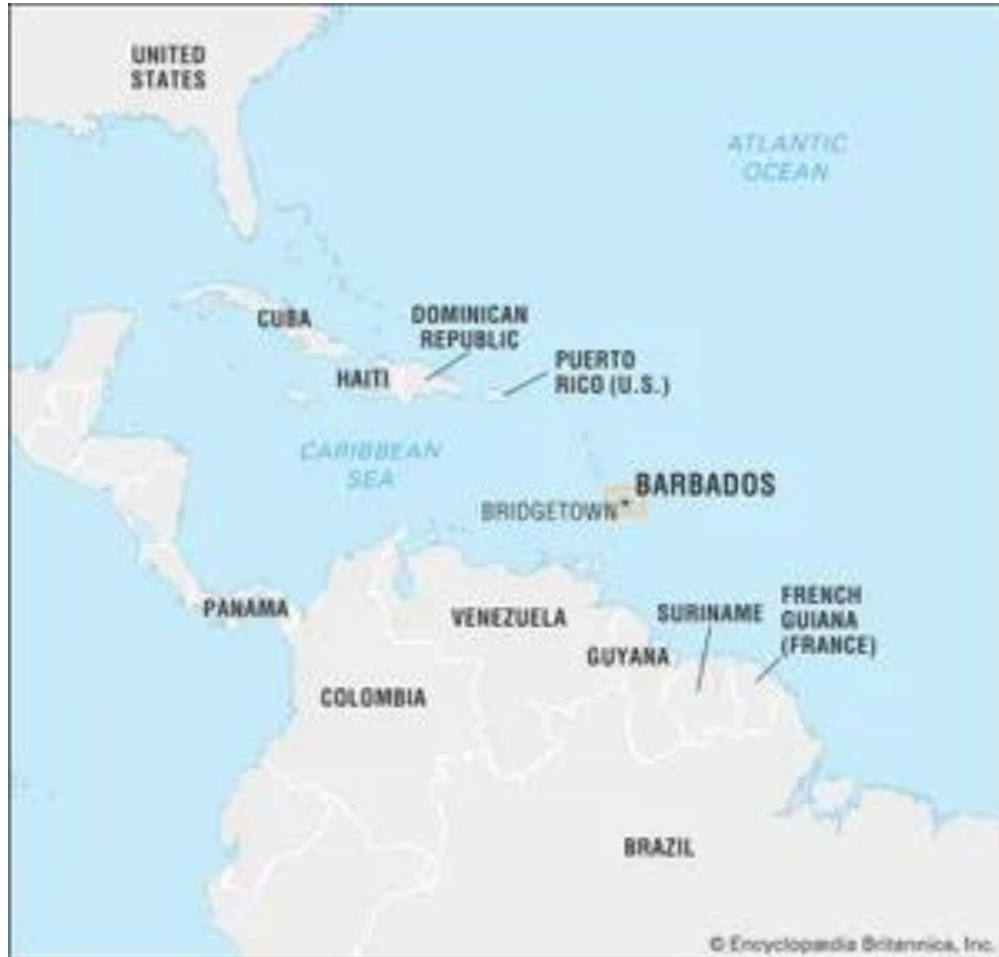 UNITED
STATES
ATLANTIC
OCEAN
CUBA
DOMINICAN
REPUBLIC
HAITI
PUERTO
RICO (U.S.)
CARIBBEAN
SEA
BARBADOS
BRIDGETOWN
PANAMA
VENEZUELA
SURINAME
FRENCH
GUIANA
(FRANCE)
GUYANA
COLOMBIA
BRAZIL
© Encyclopædia Britannica, Inc.